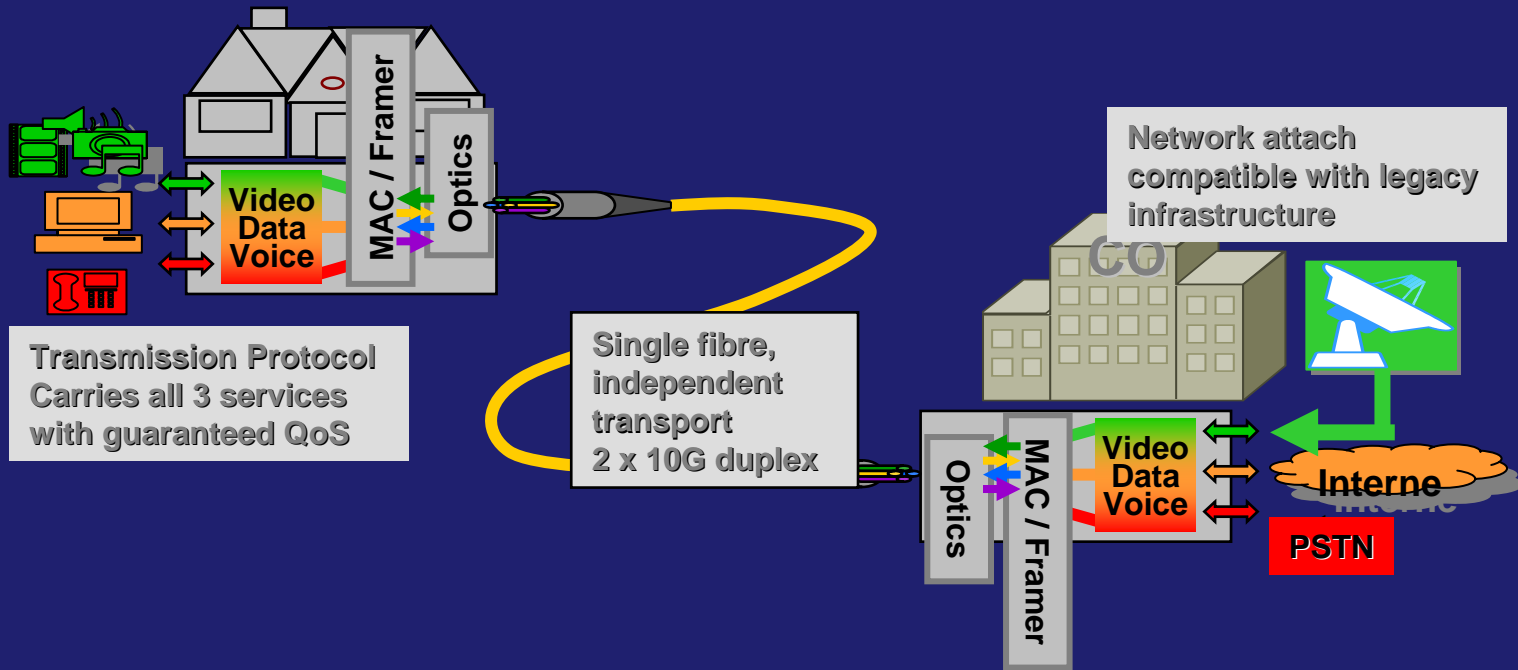 MAC / Framer
Optics
Video
Data
Voice
Network attach
compatible with legacy
infrastructure
CO
Transmission Protocol
Carries all 3 services
with guaranteed QoS
Single fibre,
independent
transport
2 x 10G duplex
Optics
MAC / Framer
Video
Data
Voice
Interne
PSTN